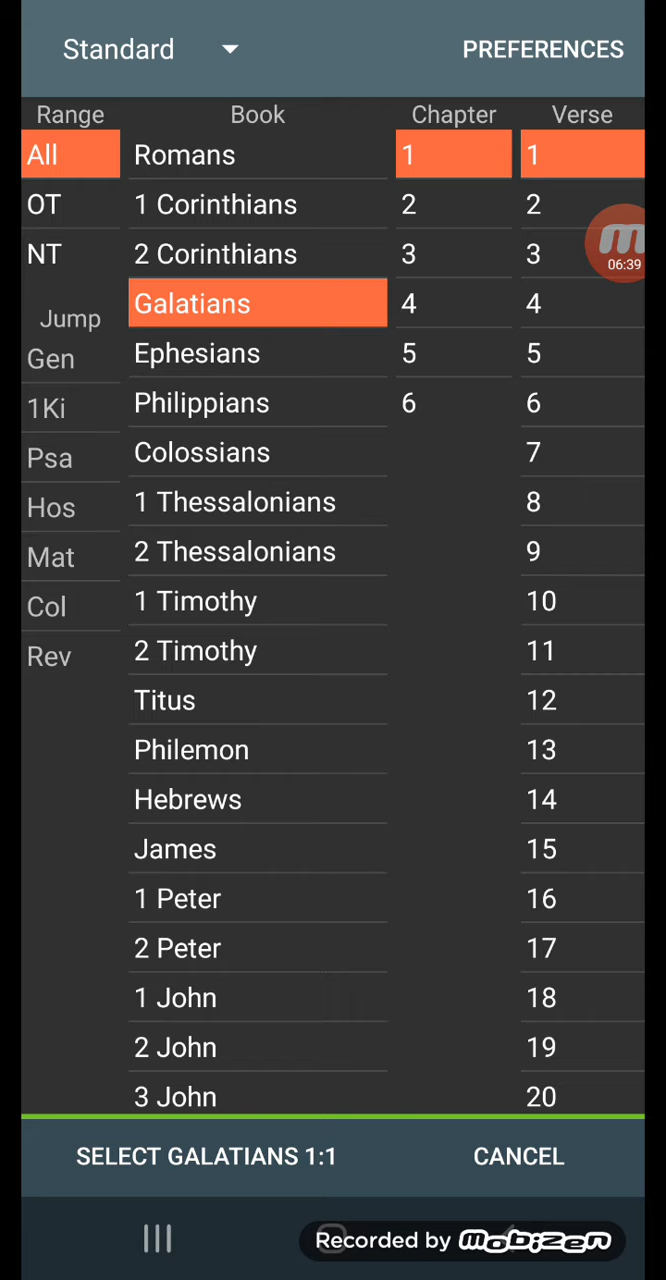 Standard PREFERENCES
Range Book Chapter Verse
All Romans 1 1
OT 1 Corinthians 2 2
NT 2 Corinthians 3 3
06:39
Galatians 4 4
Jump
Gen Ephesians 5 5
1Ki Philippians 6 6
Psa Colossians 7
Hos 1 Thessalonians 8
Mat 2 Thessalonians 9
Col 1 Timothy 10
Rev 2 Timothy 11
Titus 12
Philemon 13
Hebrews 14
James 15
1 Peter 16
2 Peter 17
1 John 18
2 John 19
3 John 20
SELECT GALATIANS 1:1 CANCEL
Recorded by mobizen